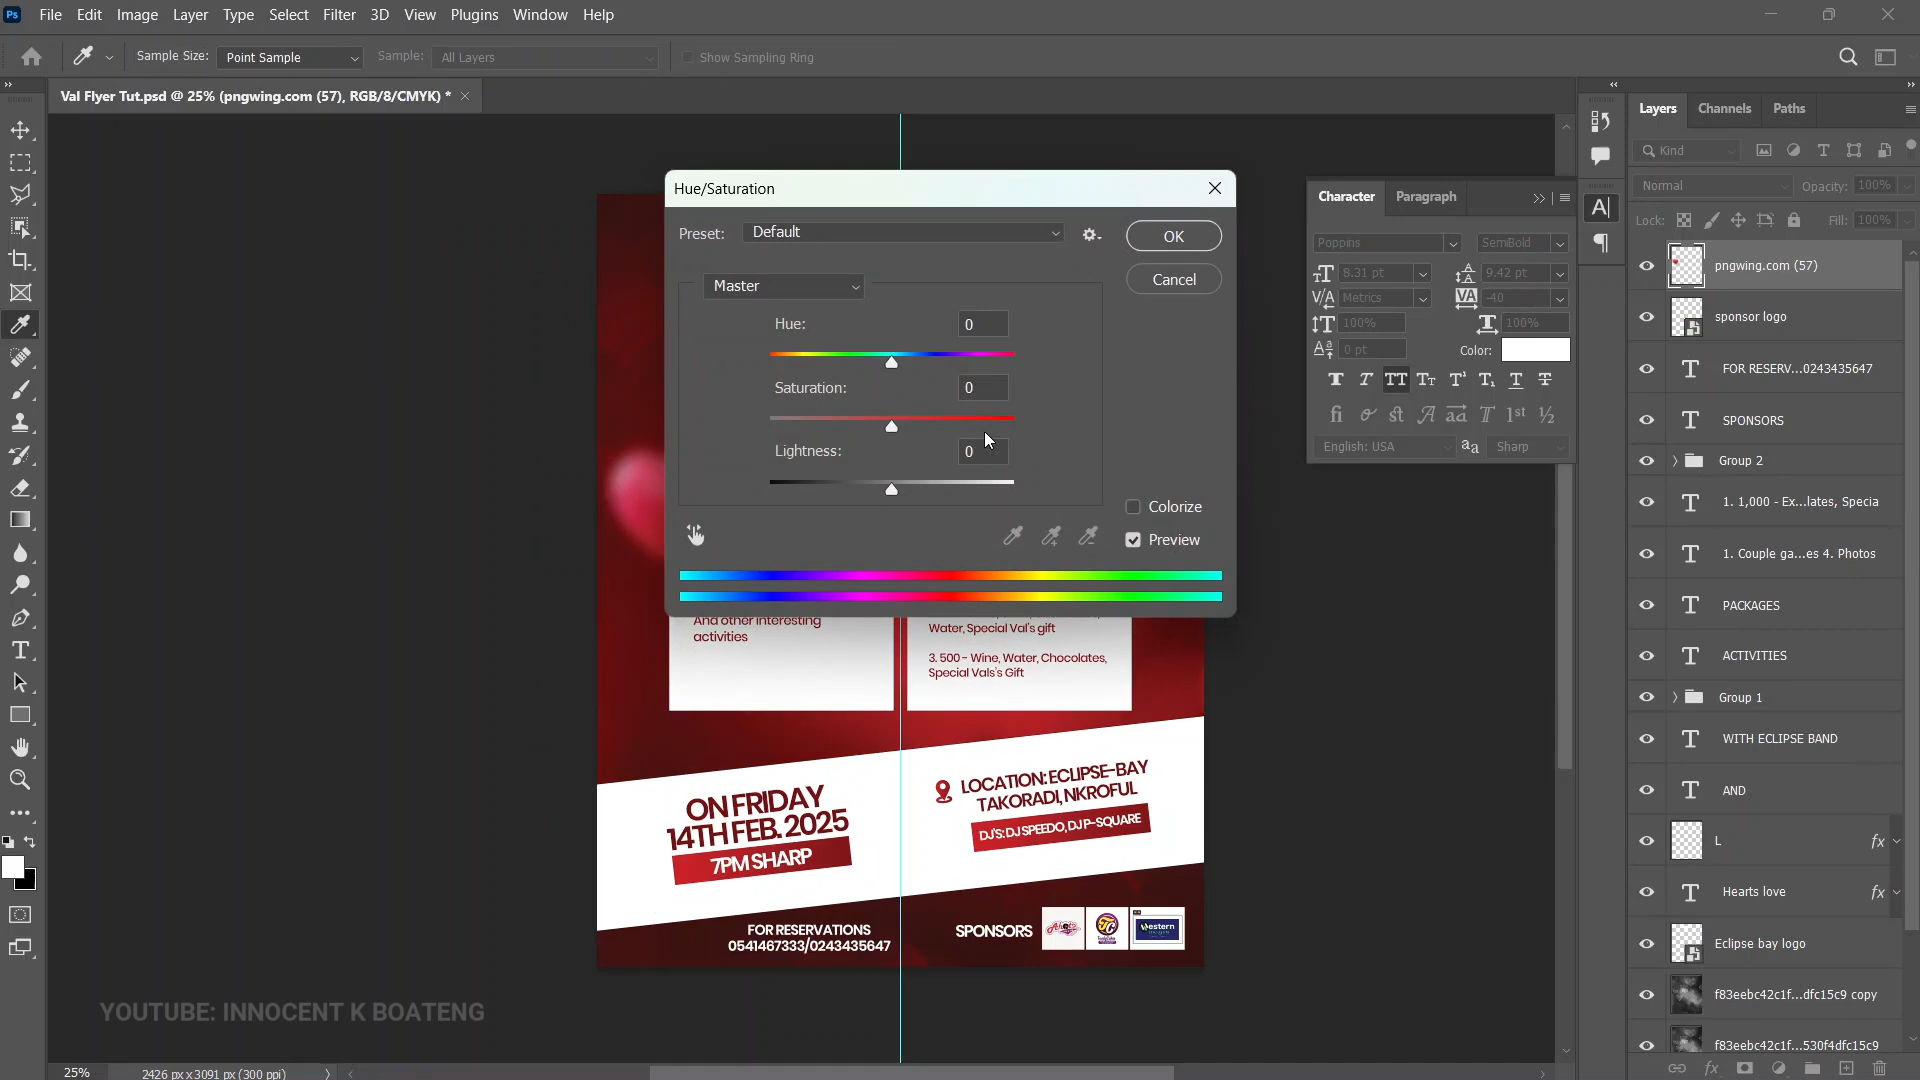 Ps File Edit Image Layer Type Select Filter 3D View Plugins Window Help
Sample Size: Point Sample Sample: All Layers Show Sampling Ring
Val Flyer Tut.psd @ 25% (pngwing.com (57), RGB/8/CMYK) *
Hue/Saturation
Preset: Default
OK
Cancel
Master
Hue: 0
Saturation: 0
Lightness: 0
Colorize
Preview
And other interesting
activities
Water, Special Val's gift
3. 500 - Wine, Water, Chocolates,
Special Vals's Gift
ON FRIDAY
14TH FEB. 2025
7PM SHARP
LOCATION: ECLIPSE-BAY
TAKORADI, NKROFUL
DJ'S: DJ SPEEDO, DJ P-SQUARE
FOR RESERVATIONS
0541467333/0243435647
SPONSORS
Western
YOUTUBE: INNOCENT K BOATENG
25% 2426 px x 3091 px (300 ppi)
Character Paragraph
Poppins SemiBold
8.31 pt 9.42 pt
Metrics -40
100% 100%
0 pt Color:
English: USA Sharp
Layers Channels Paths
Kind
Normal Opacity: 100%
Lock: Fill: 100%
pngwing.com (57)
sponsor logo
FOR RESERV...0243435647
SPONSORS
Group 2
1. 1,000 - Ex...lates, Specia
1. Couple ga...es 4. Photos
PACKAGES
ACTIVITIES
Group 1
WITH ECLIPSE BAND
AND
L fx
Hearts love fx
Eclipse bay logo
f83eebc42c1f...dfc15c9 copy
f83eebc42c1f...530f4dfc15c9